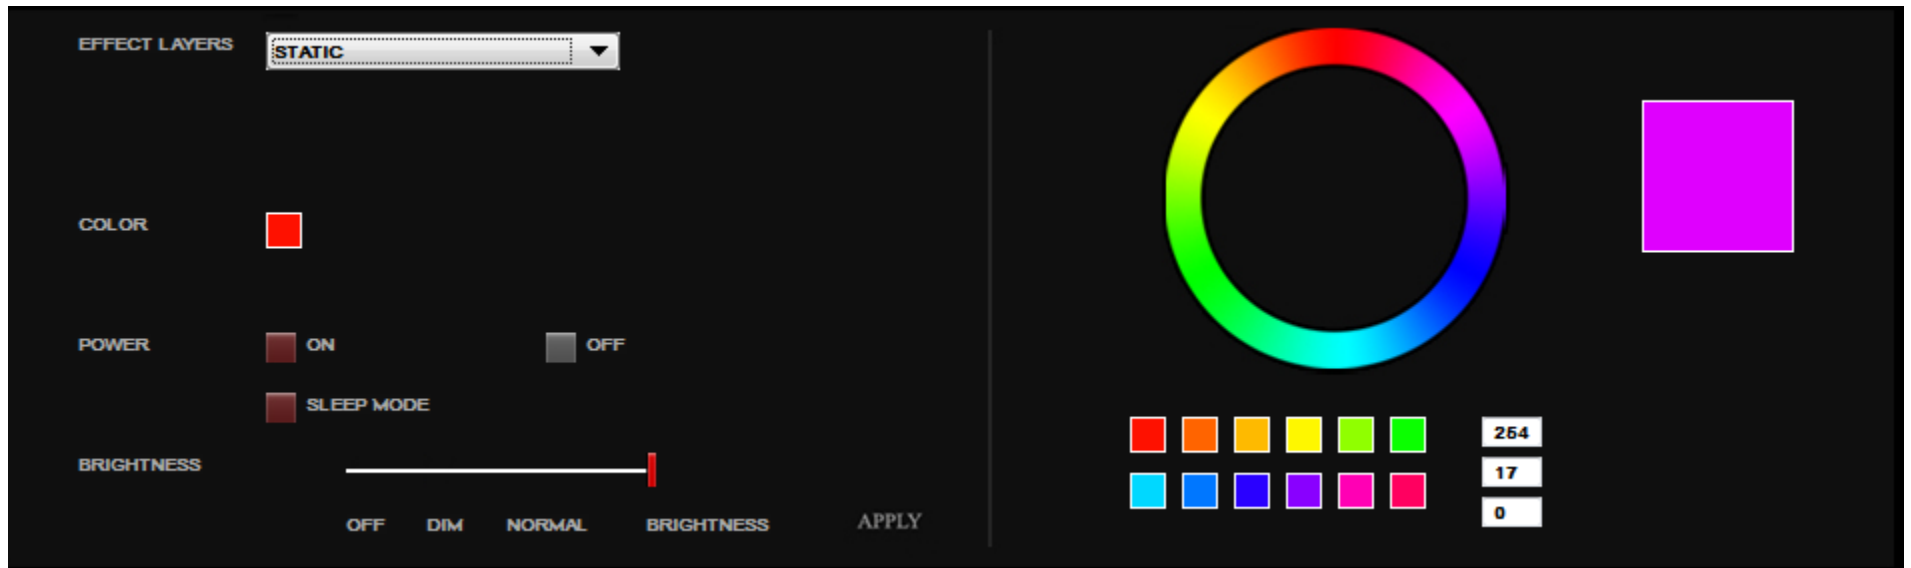 EFFECT LAYERS
STATIC
COLOR
POWER
ON
OFF
SLEEP MODE
BRIGHTNESS
OFF
DIM
NORMAL
BRIGHTNESS
APPLY
254
17
0